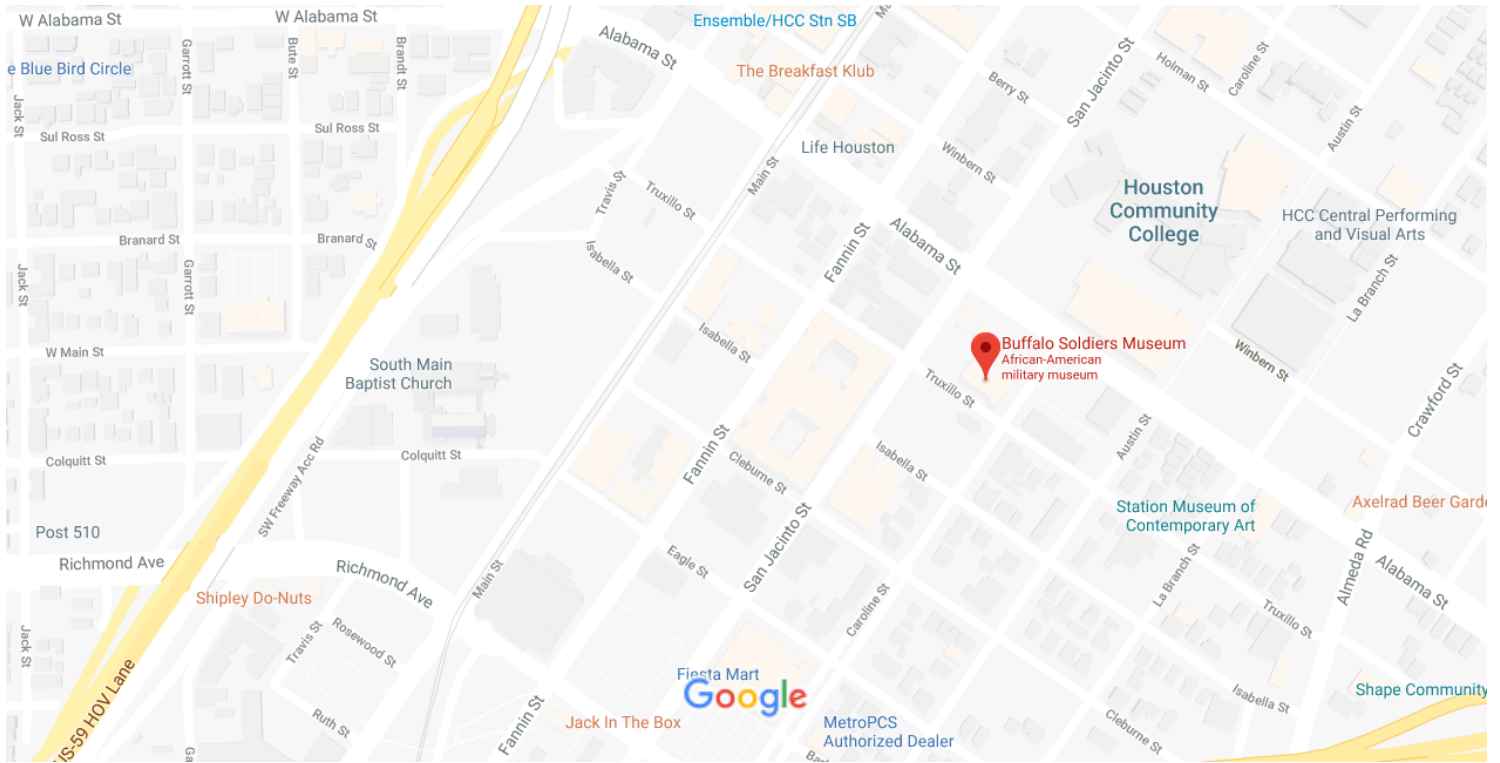 W Alabama St
W Alabama St
Ensemble/HCC Stn SB
Alabama St
The Breakfast Klub
San Jacinto St
Holman St
Caroline St
Garrott St
Bute St
Brandt St
e Blue Bird Circle
Jack St
Berry St
Austin St
Sul Ross St
Sul Ross St
Life Houston
Winbern St
Main St
Travis St
Truxillo St
Houston
Community
College
HCC Central Performing
and Visual Arts
Branard St
Branard St
Fannin St
Alabama St
Isabella St
Jack St
Garrott St
La Branch St
W Main St
Isabella St
Buffalo Soldiers Museum
African-American
military museum
Winbern St
South Main
Baptist Church
Truxillo St
Crawford St
Austin St
Colquitt St
Colquitt St
Fannin St
Cleburne St
Isabella St
SW Freeway Acc Rd
Station Museum of
Contemporary Art
Axelrad Beer Garde
Post 510
San Jacinto St
Richmond Ave
Richmond Ave
Main St
Eagle St
Almeda Rd
Alabama St
La Branch St
Shipley Do-Nuts
Caroline St
Truxillo St
Jack St
Travis St
Rosewood St
Fiesta Mart
Google
Isabella St
Shape Community
US-59 HOV Lane
Ruth St
Fannin St
Jack In The Box
MetroPCS
Authorized Dealer
Cleburne St